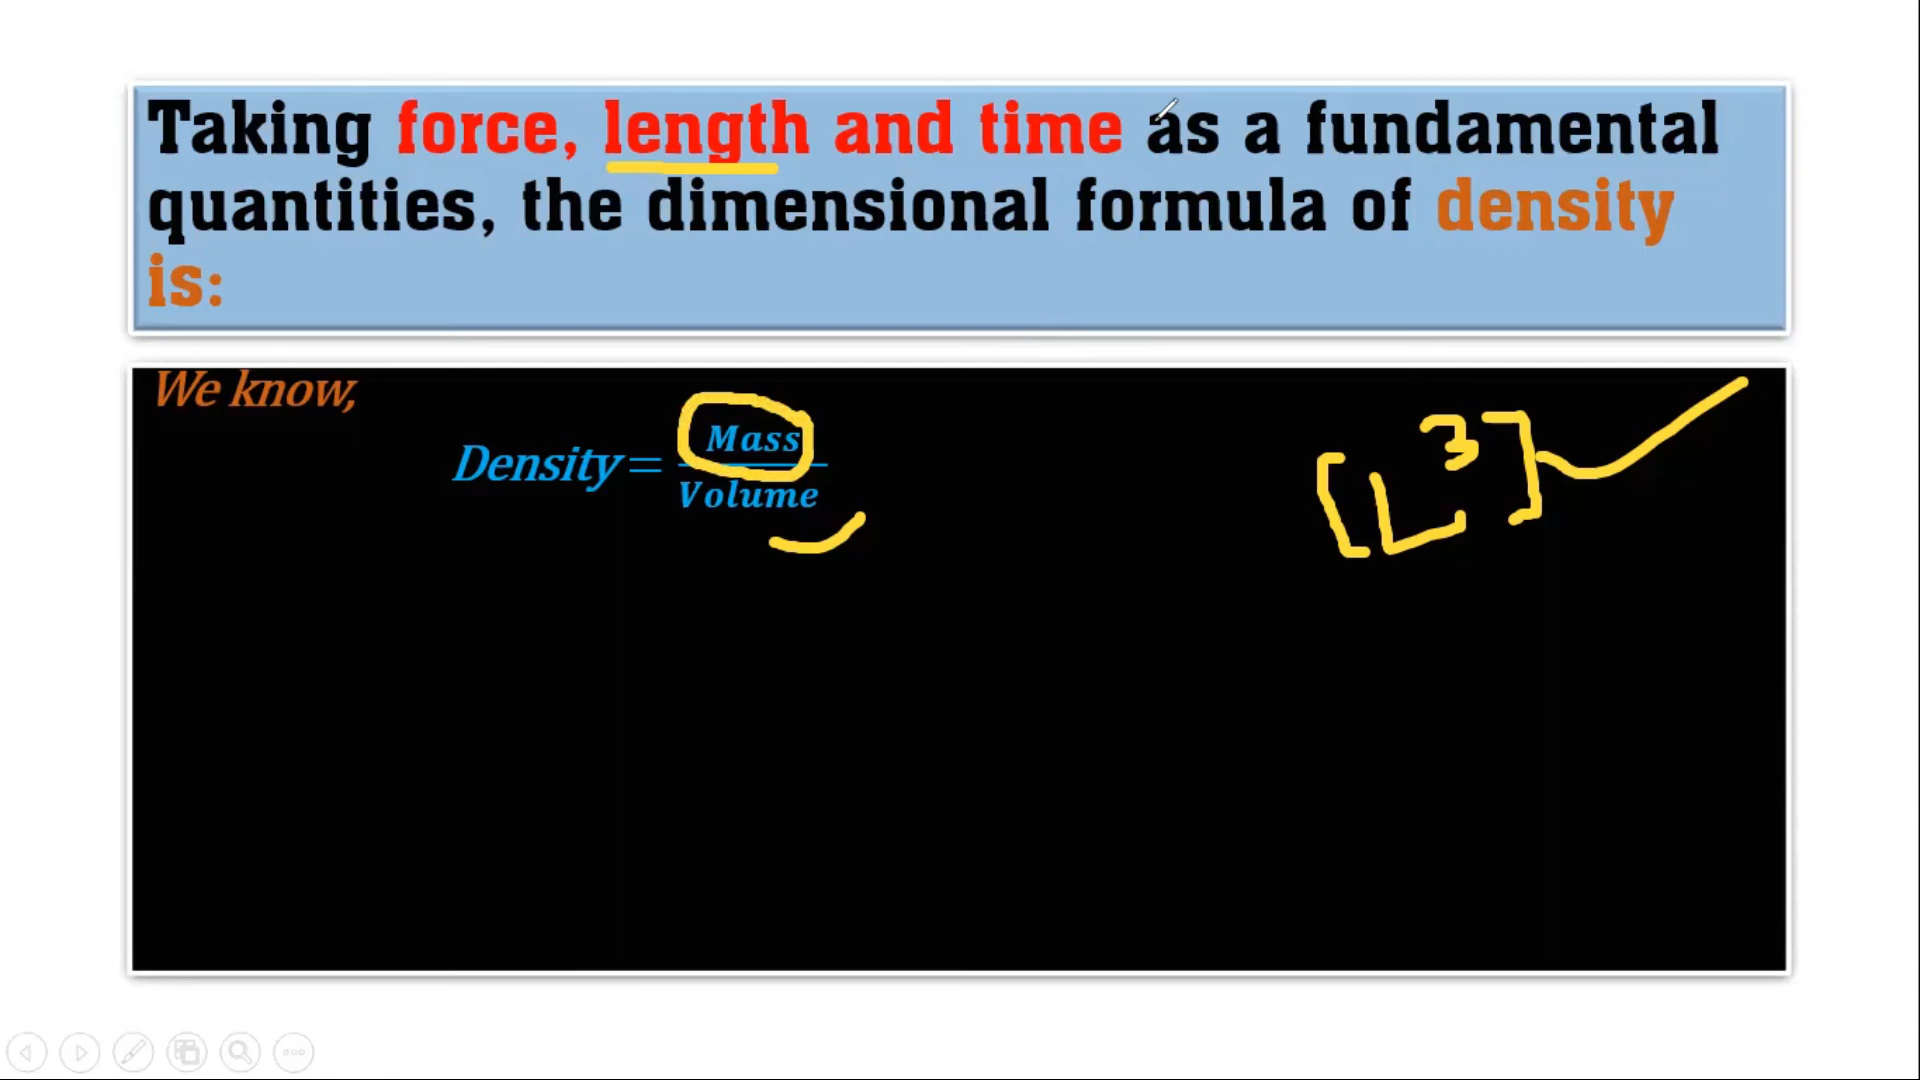 Taking force, length and time as a fundamental
quantities, the dimensional formula of density
is:
We know,
Density = Mass
Volume
[L³]